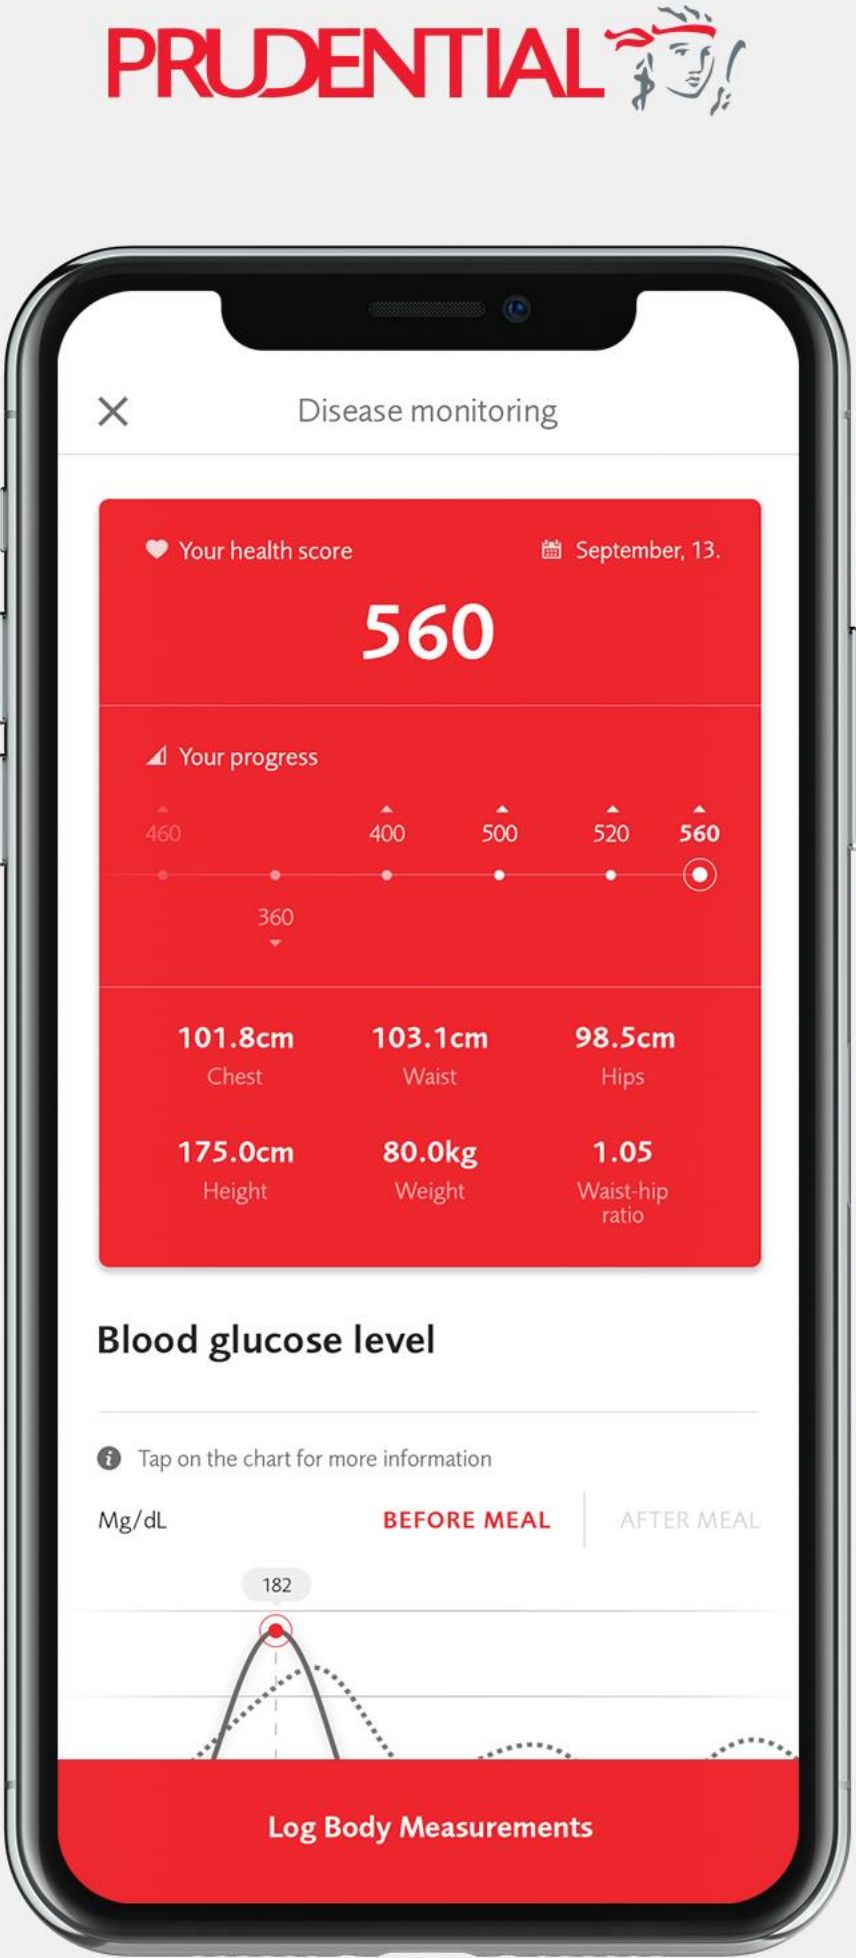 PRUDENTIAL
Disease monitoring
Your health score
September, 13.
560
Your progress
460 400 500 520 560
360
101.8cm 103.1cm 98.5cm
Chest Waist Hips
175.0cm 80.0kg 1.05
Height Weight Waist-hip
ratio
Blood glucose level
Tap on the chart for more information
Mg/dL BEFORE MEAL AFTER MEAL
182
Log Body Measurements